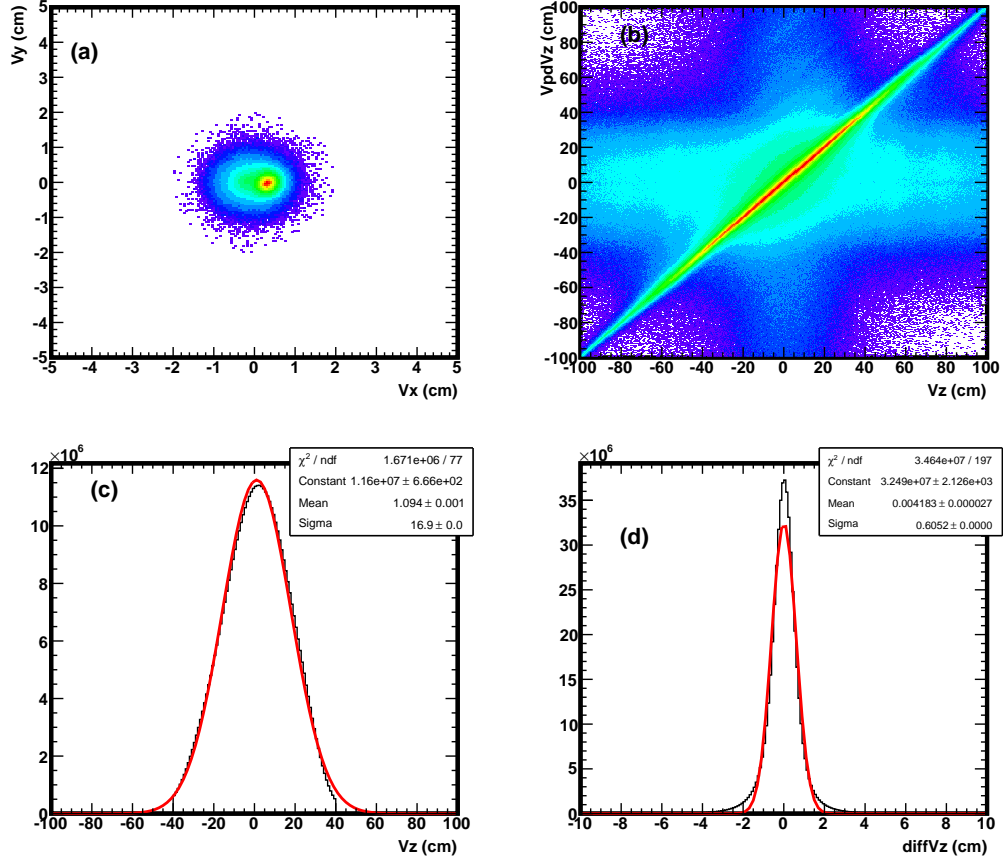 (a)
Vy (cm)
5
4
3
2
1
0
-1
-2
-3
-4
-5
-5 -4 -3 -2 -1 0 1 2 3 4 5
Vx (cm)
(b)
VpdVz (cm)
100
80
60
40
20
0
-20
-40
-60
-80
-100
-100 -80 -60 -40 -20 0 20 40 60 80 100
Vz (cm)
×10⁶
(c)
χ² / ndf 1.671e+06 / 77
Constant 1.16e+07 ± 6.66e+02
Mean 1.094 ± 0.001
Sigma 16.9 ± 0.0
12
10
8
6
4
2
0
-100 -80 -60 -40 -20 0 20 40 60 80 100
Vz (cm)
×10⁶
(d)
χ² / ndf 3.464e+07 / 197
Constant 3.249e+07 ± 2.126e+03
Mean 0.004183 ± 0.000027
Sigma 0.6052 ± 0.0000
35
30
25
20
15
10
5
0
-10 -8 -6 -4 -2 0 2 4 6 8 10
diffVz (cm)